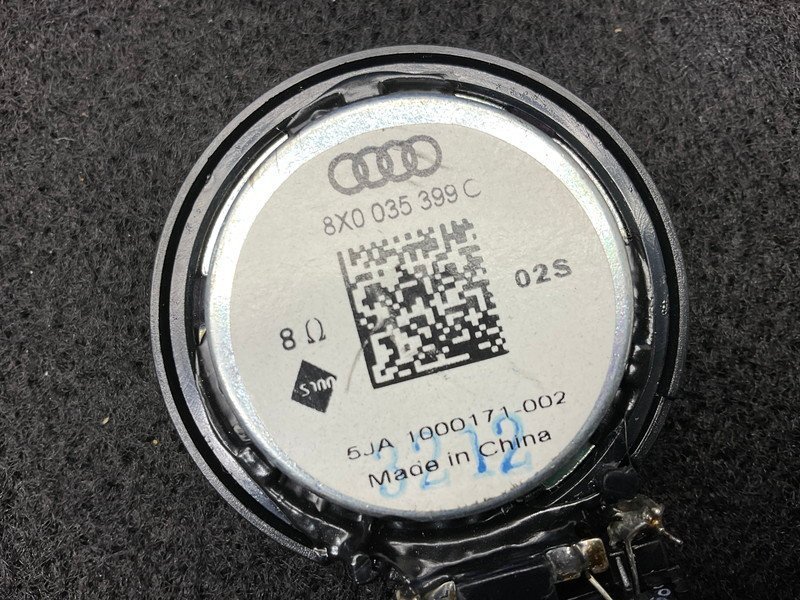 8X0 035 399 C
02S
8 Ω
5JA 1000171-002
Made in China
3212